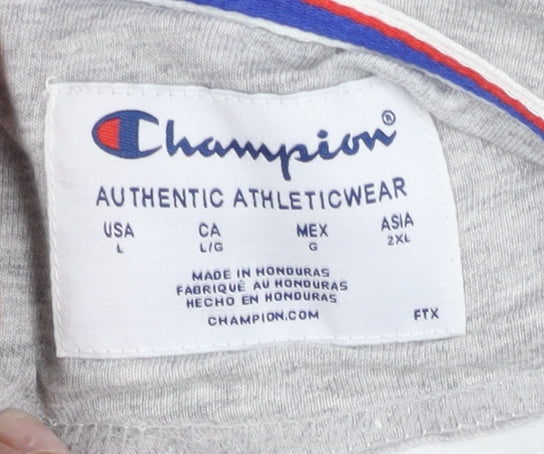 Champion®
AUTHENTIC ATHLETICWEAR
USA CA MEX ASIA
L L/G G 2XL
MADE IN HONDURAS
FABRIQUÉ AU HONDURAS
HECHO EN HONDURAS
CHAMPION.COM FTX